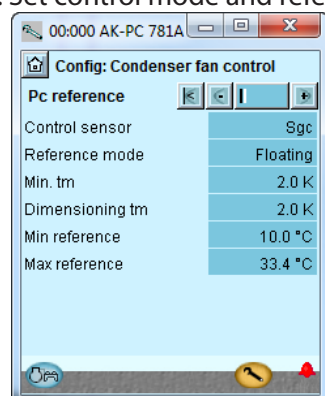 . Set control mode and refe
00:000 AK-PC 781A
Config: Condenser fan control
Pc reference
Control sensor Sgc
Reference mode Floating
Min. tm 2.0 K
Dimensioning tm 2.0 K
Min reference 10.0 °C
Max reference 33.4 °C